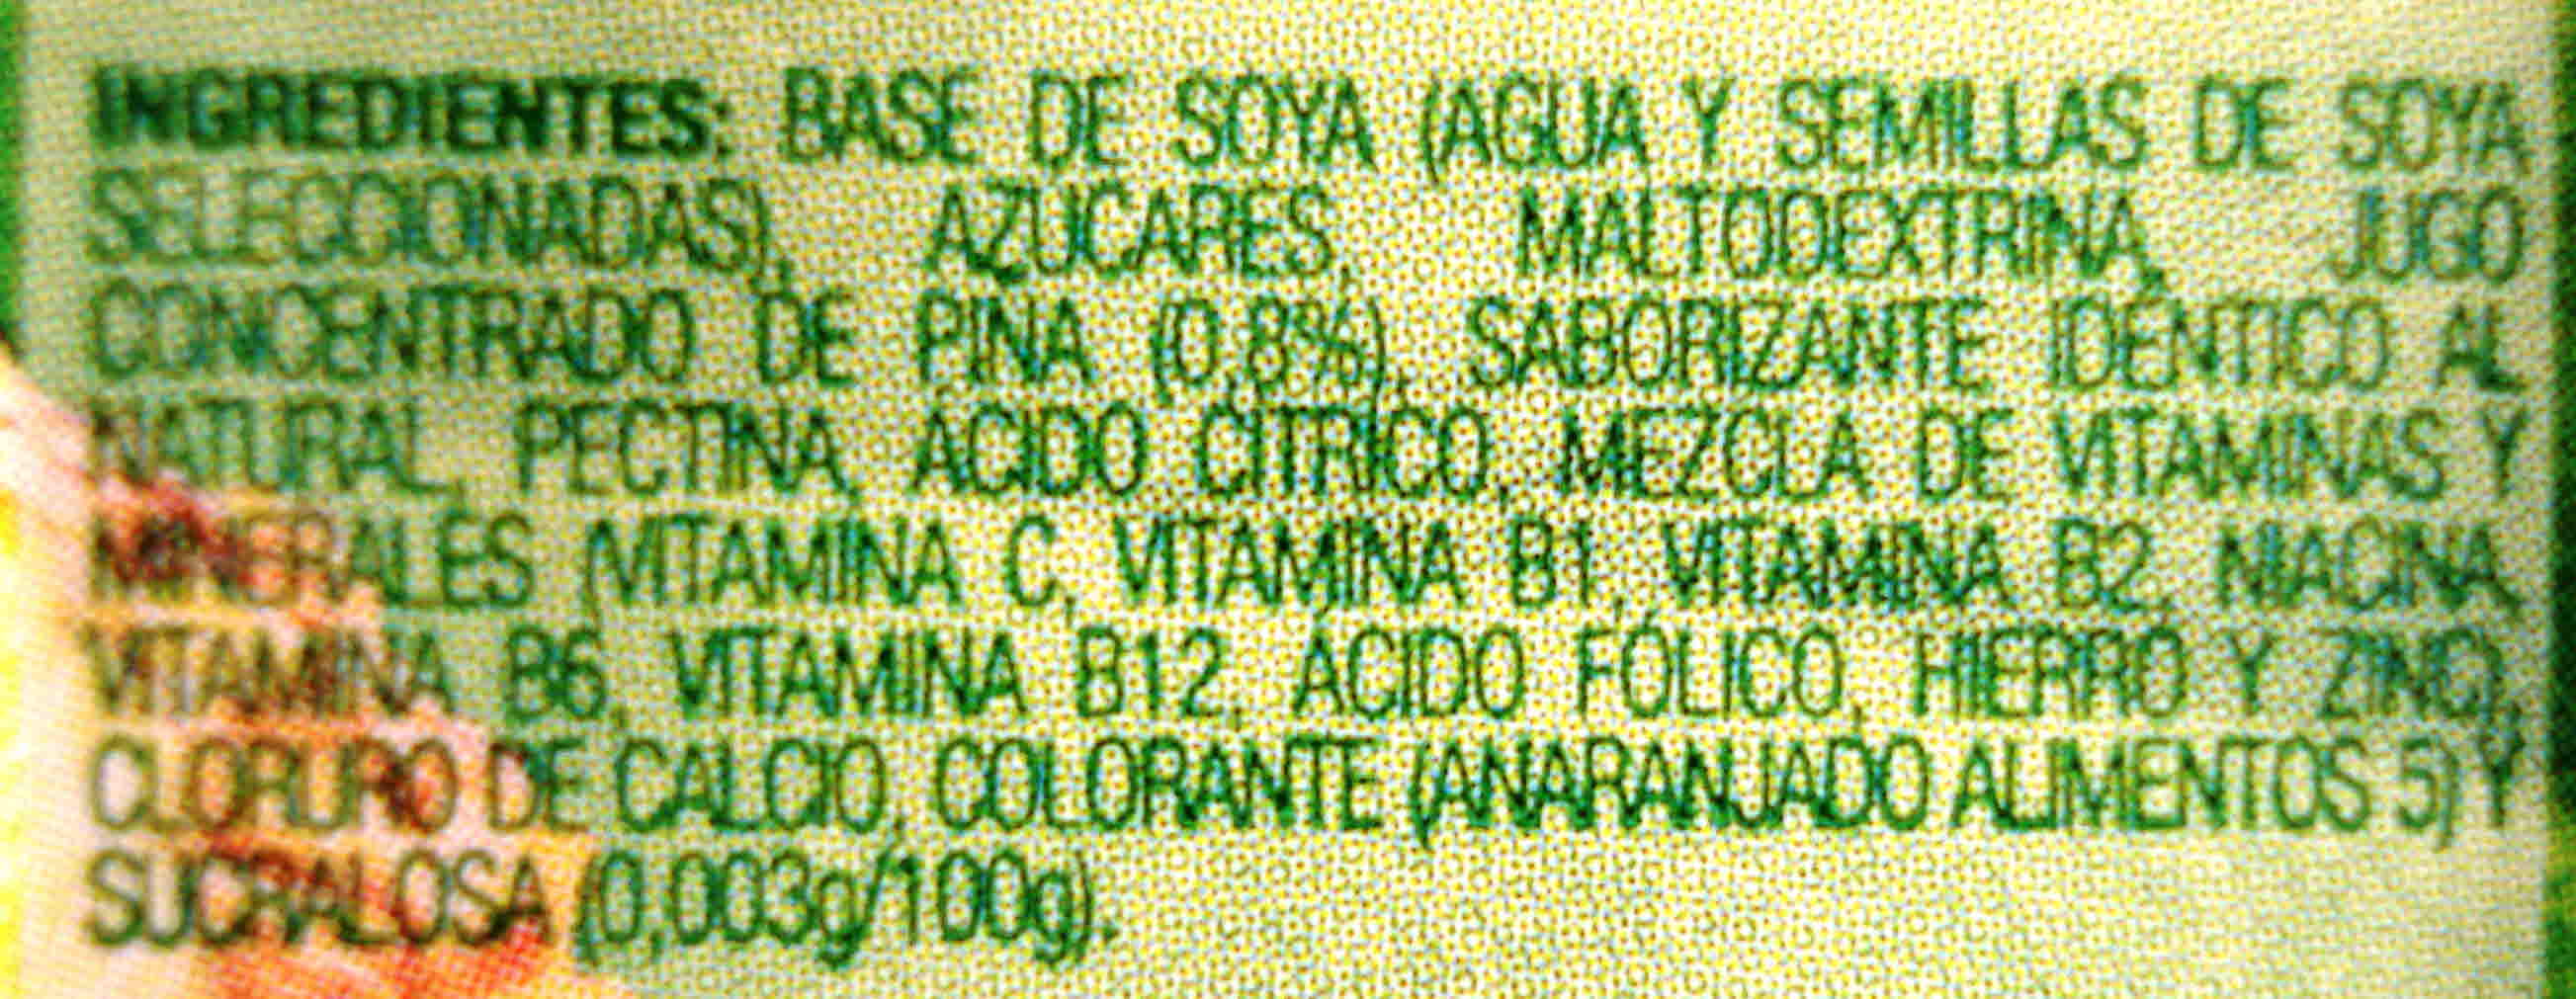 INGREDIENTES: BASE DE SOYA (AGUA Y SEMILLAS DE SOYA
SELECCIONADAS), AZUCARES, MALTODEXTRINA, JUGO
CONCENTRADO DE PIÑA (0,8%), SABORIZANTE IDÉNTICO AL
NATURAL, PECTINA, ACIDO CÍTRICO, MEZCLA DE VITAMINAS Y
MINERALES (VITAMINA C, VITAMINA B1, VITAMINA B2, NIACINA,
VITAMINA B6, VITAMINA B12, ÁCIDO FÓLICO, HIERRO Y ZINC),
CLORURO DE CALCIO, COLORANTE (ANARANJADO ALIMENTOS 5) Y
SUCRALOSA (0,003g/100g).